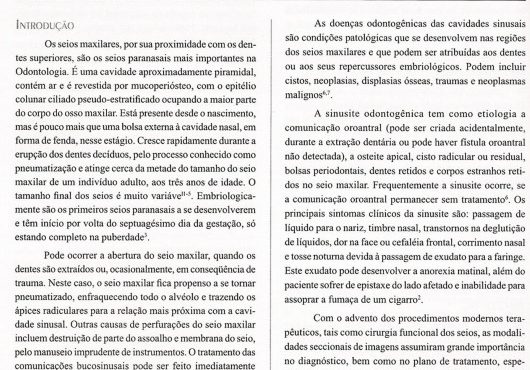 INTRODUÇÃO
Os seios maxilares, por sua proximidade com os den-
tes superiores, são os seios paranasais mais importantes na
Odontologia. É uma cavidade aproximadamente piramidal,
contém ar e é revestida por mucoperiósteo, com o epitélio
colunar ciliado pseudo-estratificado ocupando a maior parte
do corpo do osso maxilar. Está presente desde o nascimento,
mas é pouco mais que uma bolsa externa à cavidade nasal, em
forma de fenda, nesse estágio. Cresce rapidamente durante a
erupção dos dentes decíduos, pelo processo conhecido como
pneumatização e atinge cerca da metade do tamanho do seio
maxilar de um indivíduo adulto, aos três anos de idade. O
tamanho final dos seios é muito variáve¹¹⁻⁵. Embriologica-
mente são os primeiros seios paranasais a se desenvolverem
e têm início por volta do septuagésimo dia da gestação, só
estando completo na puberdade³.
Pode ocorrer a abertura do seio maxilar, quando os
dentes são extraídos ou, ocasionalmente, em conseqüência de
trauma. Neste caso, o seio maxilar fica propenso a se tornar
pneumatizado, enfraquecendo todo o alvéolo e trazendo os
ápices radiculares para a relação mais próxima com a cavi-
dade sinusal. Outras causas de perfurações do seio maxilar
incluem destruição de parte do assoalho e membrana do seio,
pelo manuseio imprudente de instrumentos. O tratamento das
comunicações bucosinusais pode ser feito imediatamente
As doenças odontogênicas das cavidades sinusais
são condições patológicas que se desenvolvem nas regiões
dos seios maxilares e que podem ser atribuídas aos dentes
ou aos seus repercussores embriológicos. Podem incluir
cistos, neoplasias, displasias ósseas, traumas e neoplasmas
malignos⁶,⁷.
A sinusite odontogênica tem como etiologia a
comunicação oroantral (pode ser criada acidentalmente,
durante a extração dentária ou pode haver fístula oroantral
não detectada), a osteite apical, cisto radicular ou residual,
bolsas periodontais, dentes retidos e corpos estranhos reti-
dos no seio maxilar. Frequentemente a sinusite ocorre, se
a comunicação oroantral permanecer sem tratamento⁶. Os
principais sintomas clínicos da sinusite são: passagem de
líquido para o nariz, timbre nasal, transtornos na deglutição
de líquidos, dor na face ou cefaléia frontal, corrimento nasal
e tosse noturna devida à passagem de exudato para a faringe.
Este exudato pode desenvolver a anorexia matinal, além do
paciente sofrer de epistaxe do lado afetado e inabilidade para
assoprar a fumaça de um cigarro².
Com o advento dos procedimentos modernos tera-
pêuticos, tais como cirurgia funcional dos seios, as modali-
dades seccionais de imagens assumiram grande importância
no diagnóstico, bem como no plano de tratamento, espe-